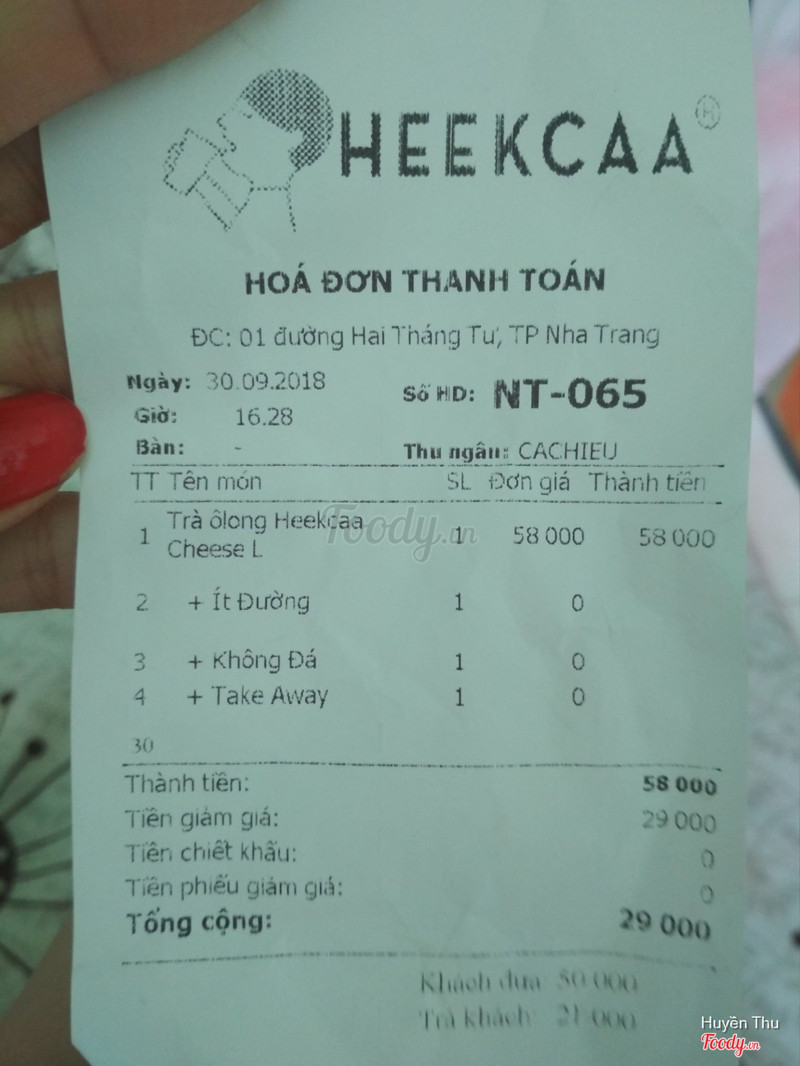 HEEKCAA
HOÁ ĐƠN THANH TOÁN
ĐC: 01 đường Hai Tháng Tư, TP Nha Trang
Ngày: 30.09.2018 Số HD: NT-065
Giờ: 16.28
Bàn: - Thu ngân: CACHIEU
TT Tên món SL Đơn giá Thành tiền
1 Trà ôlong Heekcaa Cheese L 1 58 000 58 000
2 + Ít Đường 1 0
3 + Không Đá 1 0
4 + Take Away 1 0
30
Thành tiền: 58 000
Tiền giảm giá: 29 000
Tiền chiết khấu: 0
Tiền phiếu giảm giá: 0
Tổng cộng: 29 000
Khách đưa: 50 000
Trả khách: 21 000
Foody.vn
Huyền Thu
Foody.vn